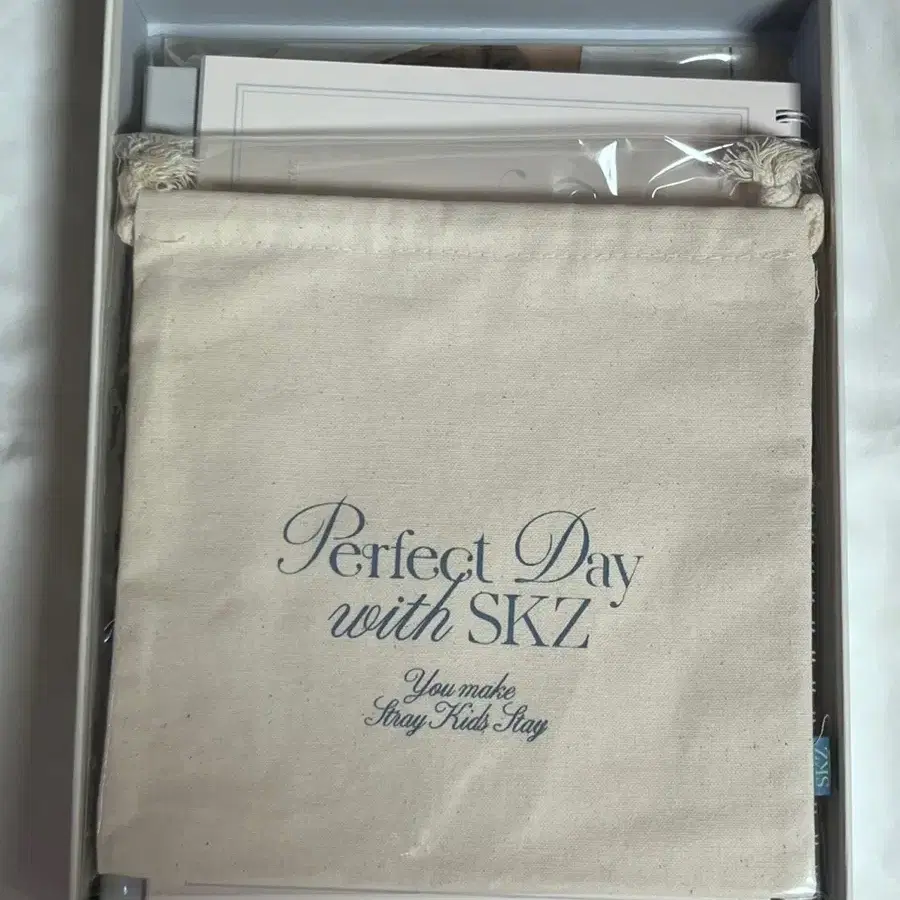 Perfect Day
with SKZ
You make
Stray Kids Stay
SKZ